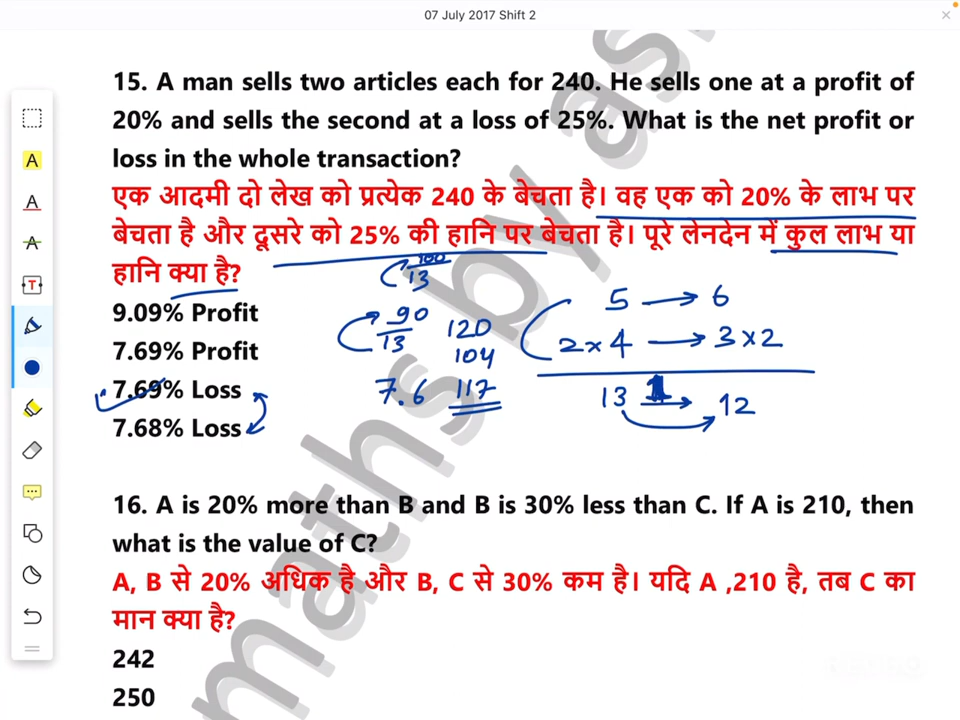 07 July 2017 Shift 2
15. A man sells two articles each for 240. He sells one at a profit of
20% and sells the second at a loss of 25%. What is the net profit or
loss in the whole transaction?
एक आदमी दो लेख को प्रत्येक 240 के बेचता है। वह एक को 20% के लाभ पर
बेचता है और दूसरे को 25% की हानि पर बेचता है। पूरे लेनदेन में कुल लाभ या
हानि क्या है?
100
13
9.09% Profit
90
13
120
5 → 6
7.69% Profit
104
2 × 4 → 3 × 2
7.69% Loss
7.6
117
13 1 → 12
7.68% Loss
16. A is 20% more than B and B is 30% less than C. If A is 210, then
what is the value of C?
A, B से 20% अधिक है और B, C से 30% कम है। यदि A ,210 है, तब C का
मान क्या है?
242
250
maths by